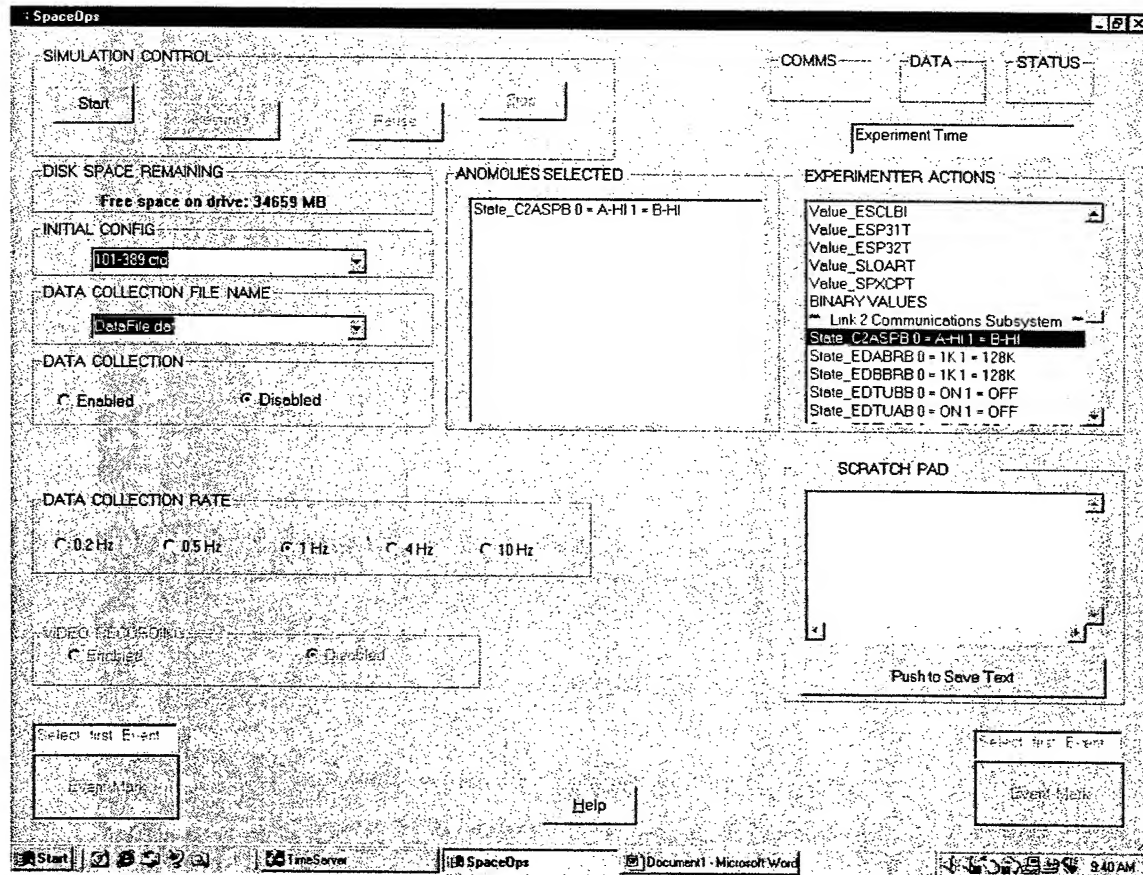 SpaceOps
SIMULATION CONTROL
Start
Pause
Stop
COMMS
DATA
STATUS
Experiment Time
DISK SPACE REMAINING
Free space on drive: 34659 MB
INITIAL CONFIG
101-389.cfg
DATA COLLECTION FILE NAME
DataFile.dat
DATA COLLECTION
Enabled
Disabled
ANOMOLIES SELECTED
State_C2ASPB 0 = A-HI 1 = B-HI
EXPERIMENTER ACTIONS
Value_ESCLBI
Value_ESP31T
Value_ESP32T
Value_SLOART
Value_SPXCPT
BINARY VALUES
** Link 2 Communications Subsystem **
State_C2ASPB 0 = A-HI 1 = B-HI
State_EDABRB 0 = 1K 1 = 128K
State_EDBBRB 0 = 1K 1 = 128K
State_EDTUBB 0 = ON 1 = OFF
State_EDTUAB 0 = ON 1 = OFF
DATA COLLECTION RATE
0.2 Hz
0.5 Hz
1 Hz
4 Hz
10 Hz
SCRATCH PAD
Push to Save Text
VIDEO RECORDING
Enabled
Disabled
Select first Event
Event Mark
Help
Select first Event
Event Mark
Start
TimeServer
SpaceOps
Document1 - Microsoft Word
9:40 AM